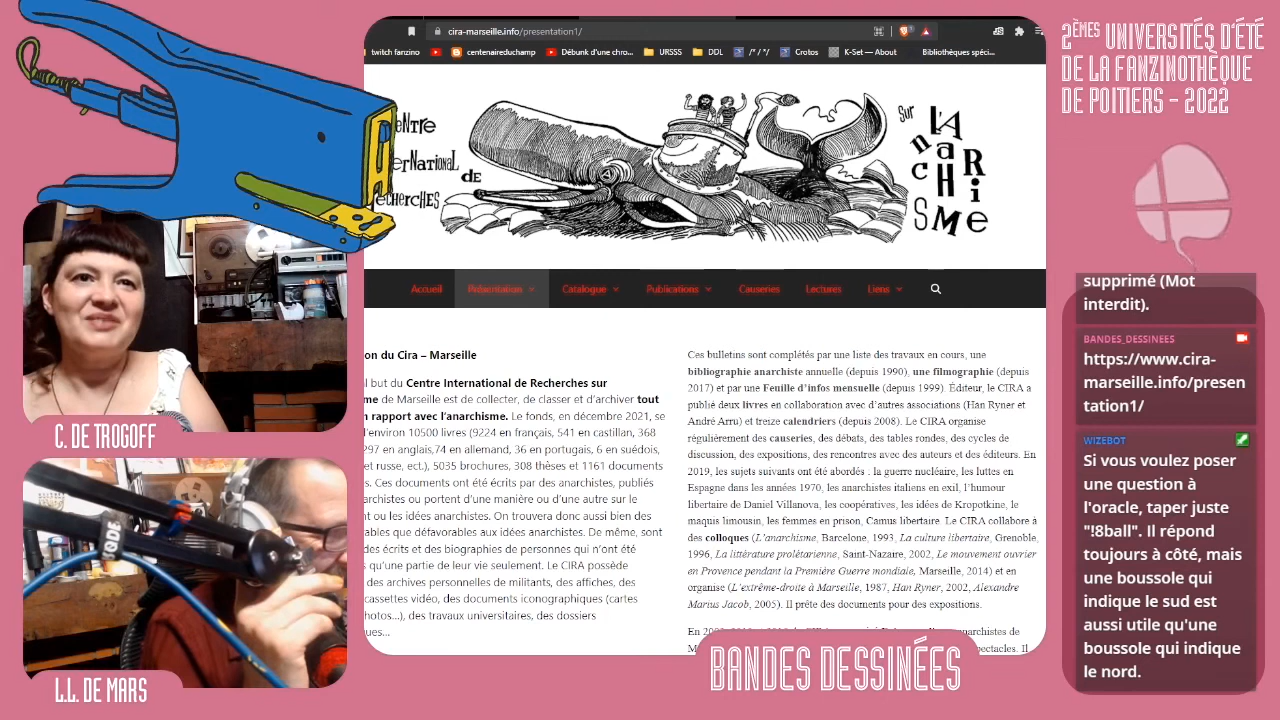 2ÈMES UNIVERSITÉS D'ÉTÉ
DE LA FANZINOTHÈQUE
DE POITIERS - 2022
cira-marseille.info/presentation1/
twitch fanzino
centenaireduchamp
Débunk d'une chro...
URSSS
DDL
/* / */
Crotos
K-Set — About
Bibliothèques spéci...
entre
ternational de
echerches
sur
l'Anarchisme
Accueil
Présentation
Catalogue
Publications
Causeries
Lectures
Liens
on du Cira – Marseille
al but du Centre International de Recherches sur
me de Marseille est de collecter, de classer et d'archiver tout
n rapport avec l'anarchisme. Le fonds, en décembre 2021, se
d'environ 10500 livres (9224 en français, 541 en castillan, 368
297 en anglais,74 en allemand, 36 en portugais, 6 en suédois,
et russe, ect.), 5035 brochures, 308 thèses et 1161 documents
Ces documents ont été écrits par des anarchistes, publiés
archistes ou portent d'une manière ou d'une autre sur le
nt ou les idées anarchistes. On trouvera donc aussi bien des
ables que défavorables aux idées anarchistes. De même, sont
des écrits et des biographies de personnes qui n'ont été
s qu'une partie de leur vie seulement. Le CIRA possède
des archives personnelles de militants, des affiches, des
cassettes vidéo, des documents iconographiques (cartes
hotos...), des travaux universitaires, des dossiers
ques...
Ces bulletins sont complétés par une liste des travaux en cours, une
bibliographie anarchiste annuelle (depuis 1990), une filmographie (depuis
2017) et par une Feuille d'infos mensuelle (depuis 1999). Éditeur, le CIRA a
publié deux livres en collaboration avec d'autres associations (Han Ryner et
André Arru) et treize calendriers (depuis 2008). Le CIRA organise
régulièrement des causeries, des débats, des tables rondes, des cycles de
discussion, des expositions, des rencontres avec des auteurs et des éditeurs. En
2019, les sujets suivants ont été abordés : la guerre nucléaire, les luttes en
Espagne dans les années 1970, les anarchistes italiens en exil, l'humour
libertaire de Daniel Villanova, les coopératives, les idées de Kropotkine, le
maquis limousin, les femmes en prison, Camus libertaire. Le CIRA collabore à
des colloques (L'anarchisme, Barcelone, 1993, La culture libertaire, Grenoble,
1996, La littérature prolétarienne, Saint-Nazaire, 2002, Le mouvement ouvrier
en Provence pendant la Première Guerre mondiale, Marseille, 2014) et en
organise (L'extrême-droite à Marseille, 1987, Han Ryner, 2002, Alexandre
Marius Jacob, 2005). Il prête des documents pour des expositions.
supprimé (Mot
interdit).
BANDES_DESSINEES
https://www.cira-
marseille.info/presen
tation1/
WIZEBOT
Si vous voulez poser
une question à
l'oracle, taper juste
"!8ball". Il répond
toujours à côté, mais
une boussole qui
indique le sud est
aussi utile qu'une
boussole qui indique
le nord.
C. DE TROGOFF
RODE
L.L. DE MARS
BANDES DESSINÉES